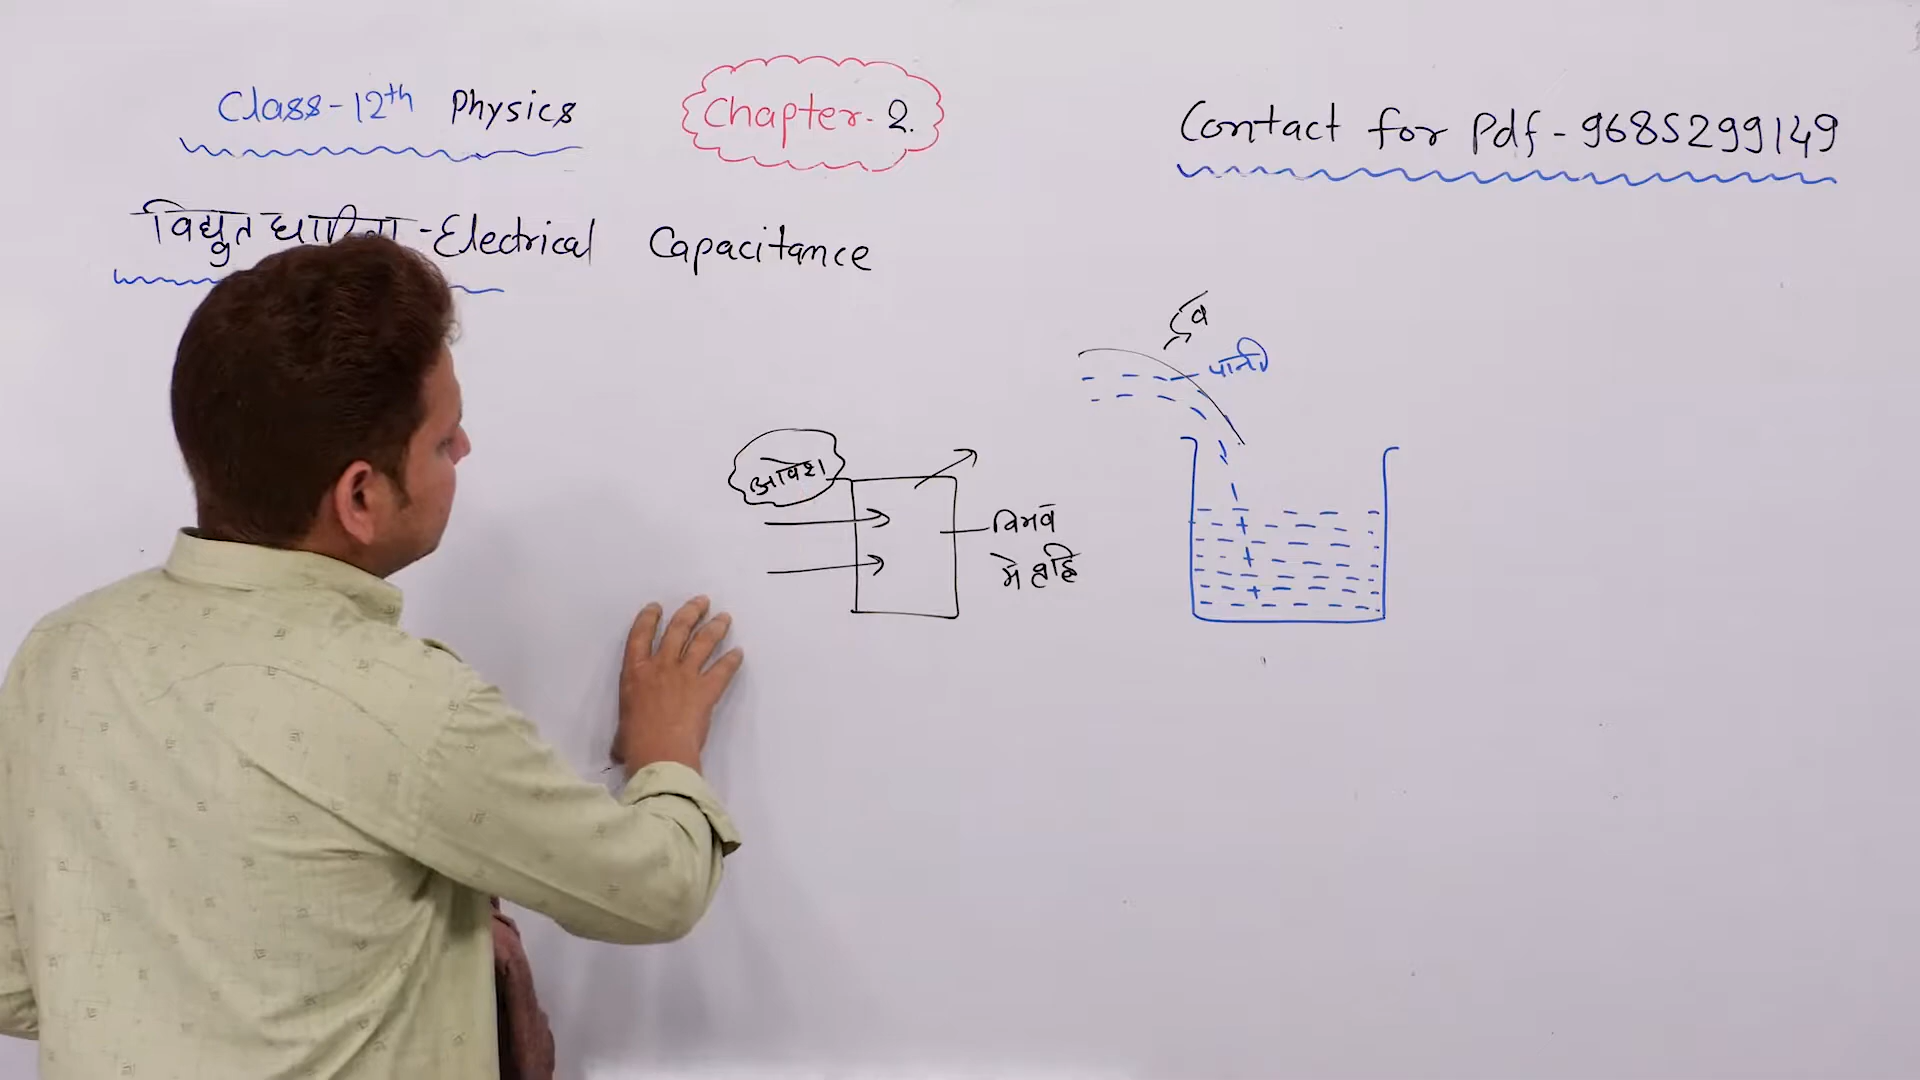 Class-12th Physics
Chapter-2.
Contact for Pdf - 9685299149
विद्युत धारिता - Electrical Capacitance
द्रव
पानी
आवेश
विभव
में वृद्धि